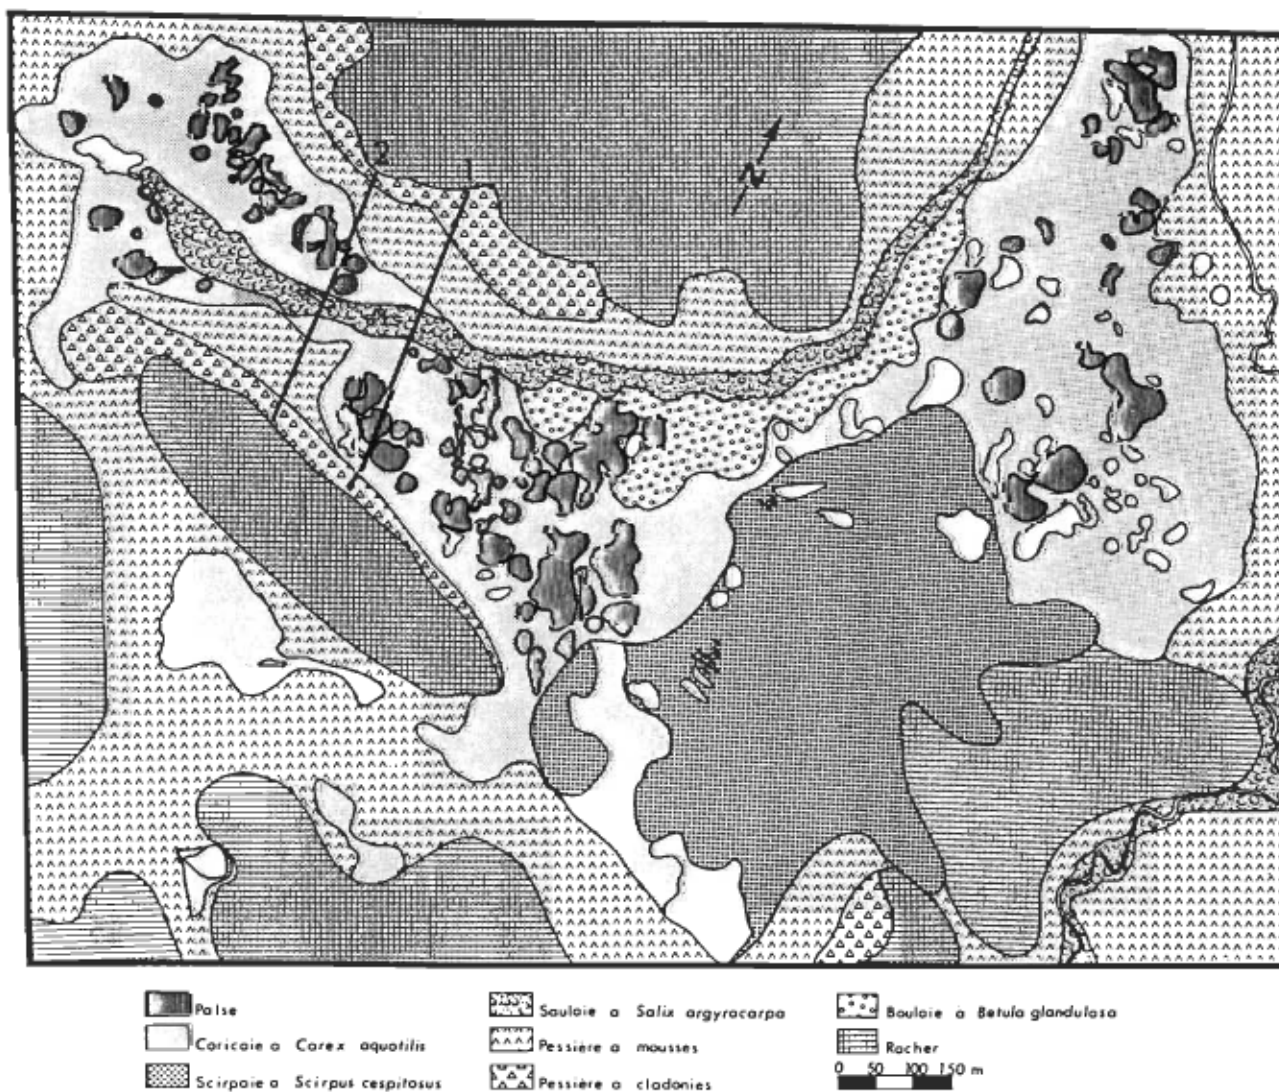 2
1
N
Palse
Cariçaie a Carex aquatilis
Scirpaie a Scirpus cespitosus
Saulaie a Salix argyrocarpa
Pessière a mousses
Pessière a cladonies
Boulaie a Betula glandulosa
Rocher
0 50 100 150 m